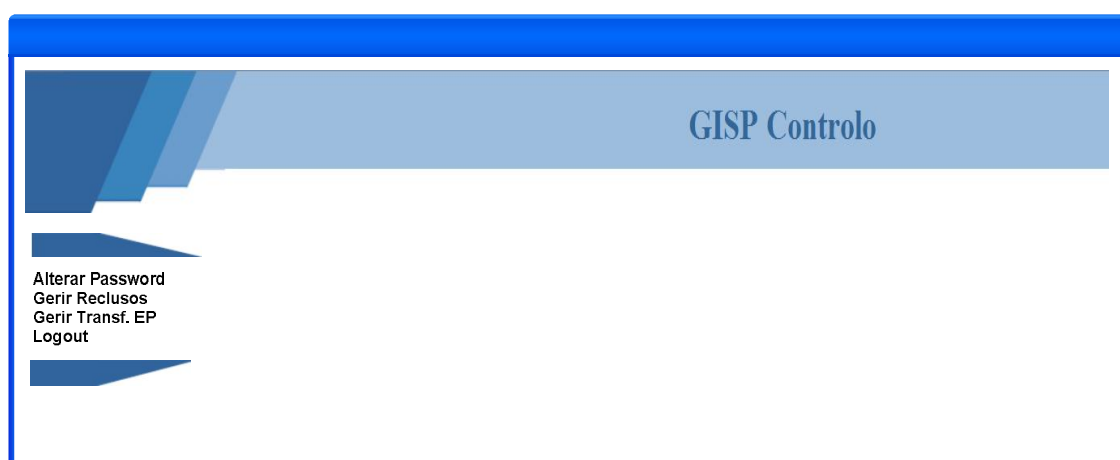 GISP Controlo
Alterar Password
Gerir Reclusos
Gerir Transf. EP
Logout